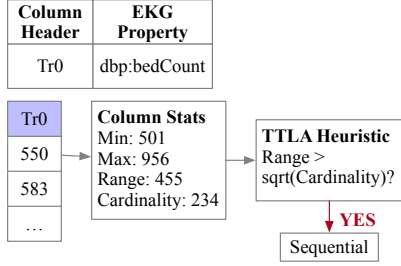 Column Header
EKG Property
Tr0
dbp:bedCount
Tr0
550
583
...
Column Stats
Min: 501
Max: 956
Range: 455
Cardinality: 234
TTLA Heuristic
Range >
sqrt(Cardinality)?
YES
Sequential